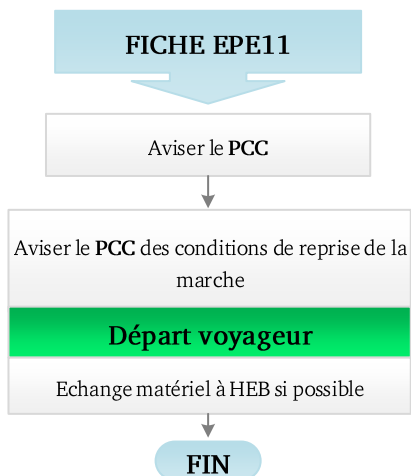 FICHE EPE11
Aviser le PCC
Aviser le PCC des conditions de reprise de la
marche
Départ voyageur
Echange matériel à HEB si possible
FIN